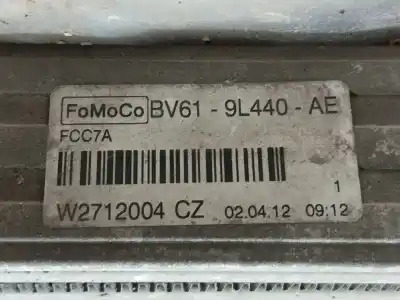 FoMoCo BV61 - 9L440 - AE
FCC7A
1
W2712004 CZ 02.04.12 09:12